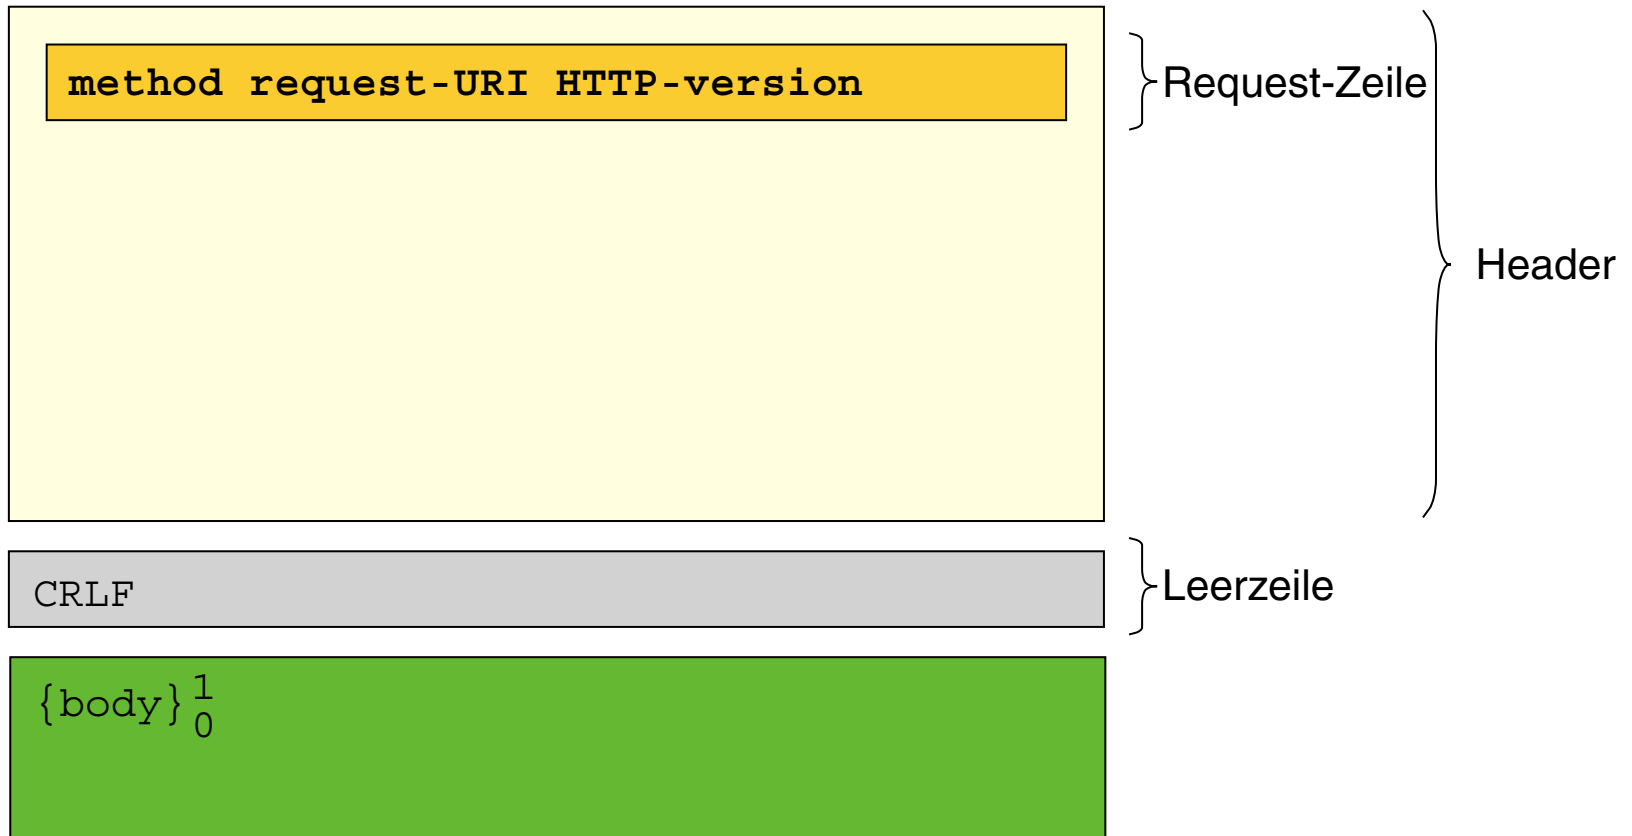 method request-URI HTTP-version
Request-Zeile
Header
CRLF
Leerzeile
{body}
1
0